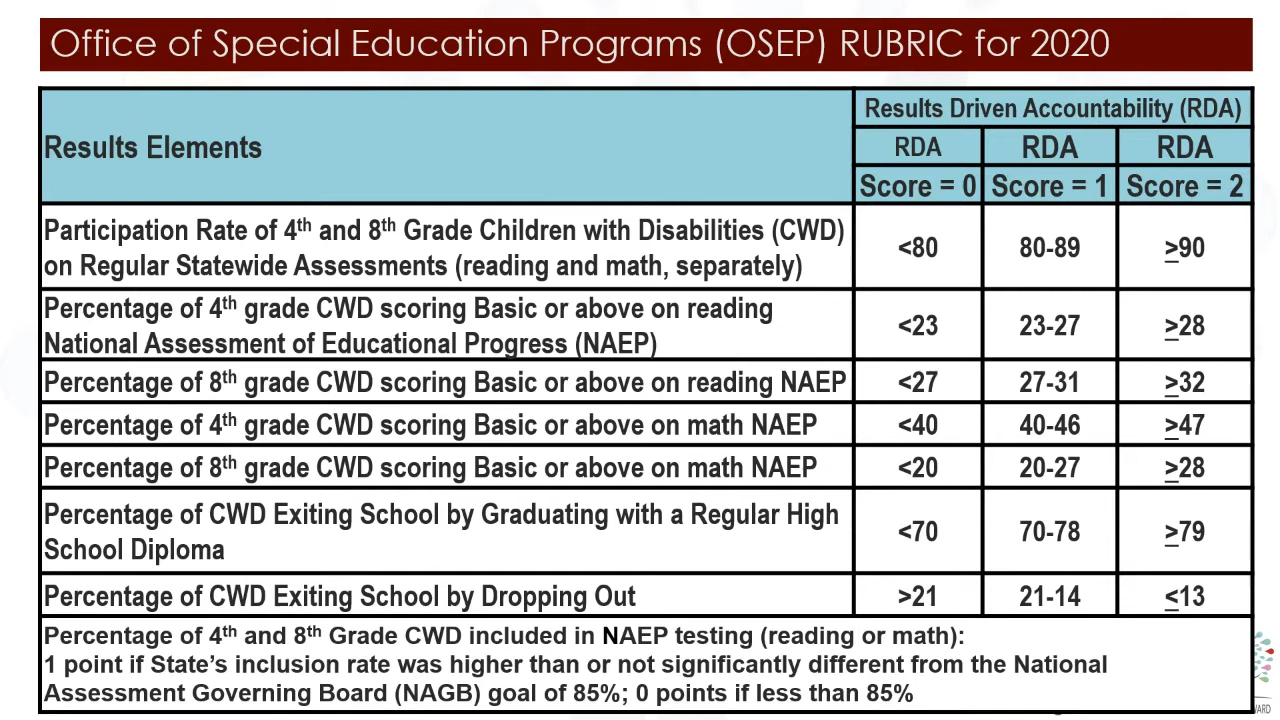 Office of Special Education Programs (OSEP) RUBRIC for 2020
Results Elements
Results Driven Accountability (RDA)
RDA RDA RDA
Score = 0 Score = 1 Score = 2
Participation Rate of 4th and 8th Grade Children with Disabilities (CWD)
on Regular Statewide Assessments (reading and math, separately)
<80 80-89 ≥90
Percentage of 4th grade CWD scoring Basic or above on reading
National Assessment of Educational Progress (NAEP)
<23 23-27 ≥28
Percentage of 8th grade CWD scoring Basic or above on reading NAEP <27 27-31 ≥32
Percentage of 4th grade CWD scoring Basic or above on math NAEP <40 40-46 ≥47
Percentage of 8th grade CWD scoring Basic or above on math NAEP <20 20-27 ≥28
Percentage of CWD Exiting School by Graduating with a Regular High
School Diploma
<70 70-78 ≥79
Percentage of CWD Exiting School by Dropping Out >21 21-14 ≤13
Percentage of 4th and 8th Grade CWD included in NAEP testing (reading or math):
1 point if State's inclusion rate was higher than or not significantly different from the National
Assessment Governing Board (NAGB) goal of 85%; 0 points if less than 85%